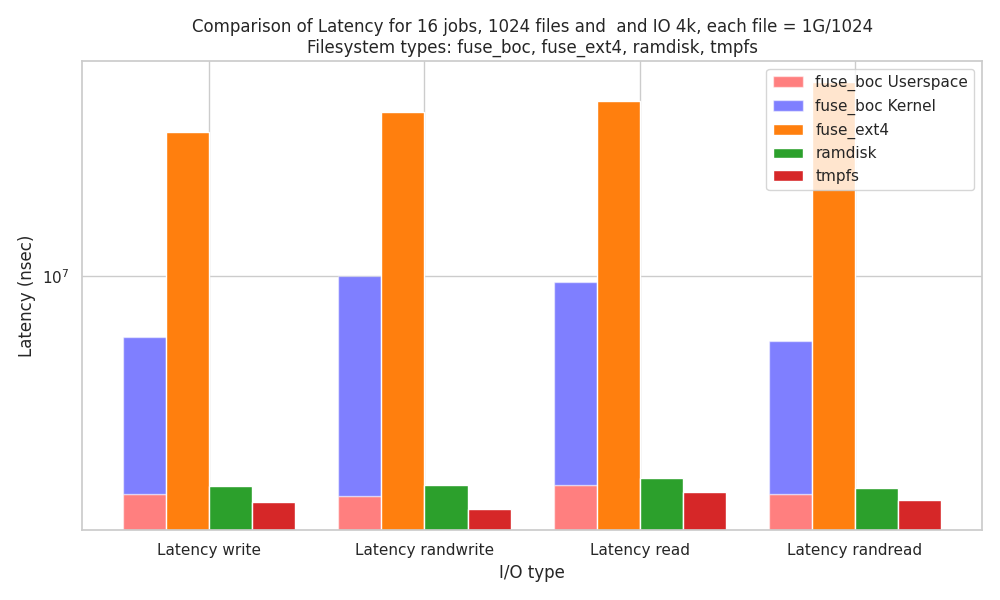 Comparison of Latency for 16 jobs, 1024 files and  and IO 4k, each file = 1G/1024
Filesystem types: fuse_boc, fuse_ext4, ramdisk, tmpfs
fuse_boc Userspace
fuse_boc Kernel
fuse_ext4
ramdisk
tmpfs
Latency (nsec)
10⁷
Latency write
Latency randwrite
Latency read
Latency randread
I/O type